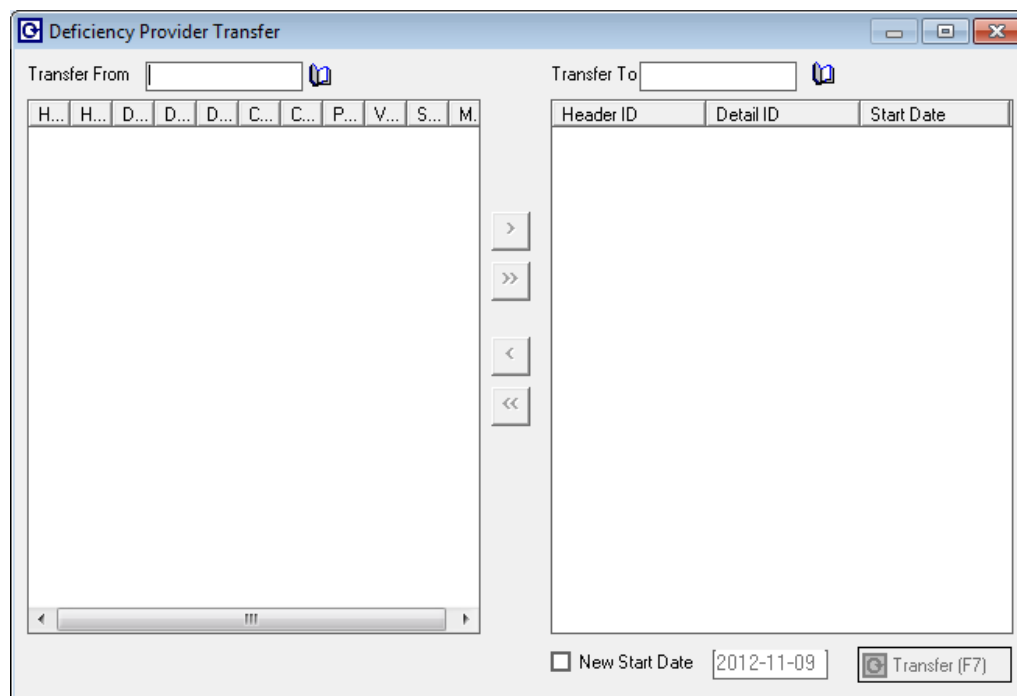 Deficiency Provider Transfer
Transfer From
Transfer To
H... H... D... D... D... C... C... P... V... S... M.
Header ID Detail ID Start Date
>
>>
<
<<
New Start Date 2012-11-09 Transfer (F7)